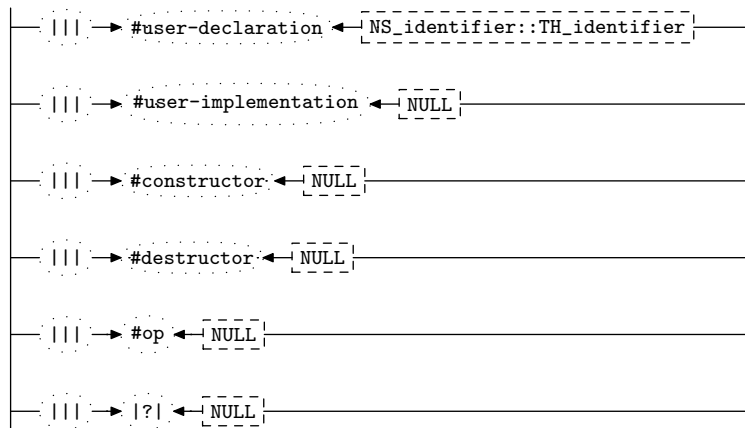 ||| #user-declaration NS_identifier::TH_identifier
||| #user-implementation NULL
||| #constructor NULL
||| #destructor NULL
||| #op NULL
||| |?| NULL